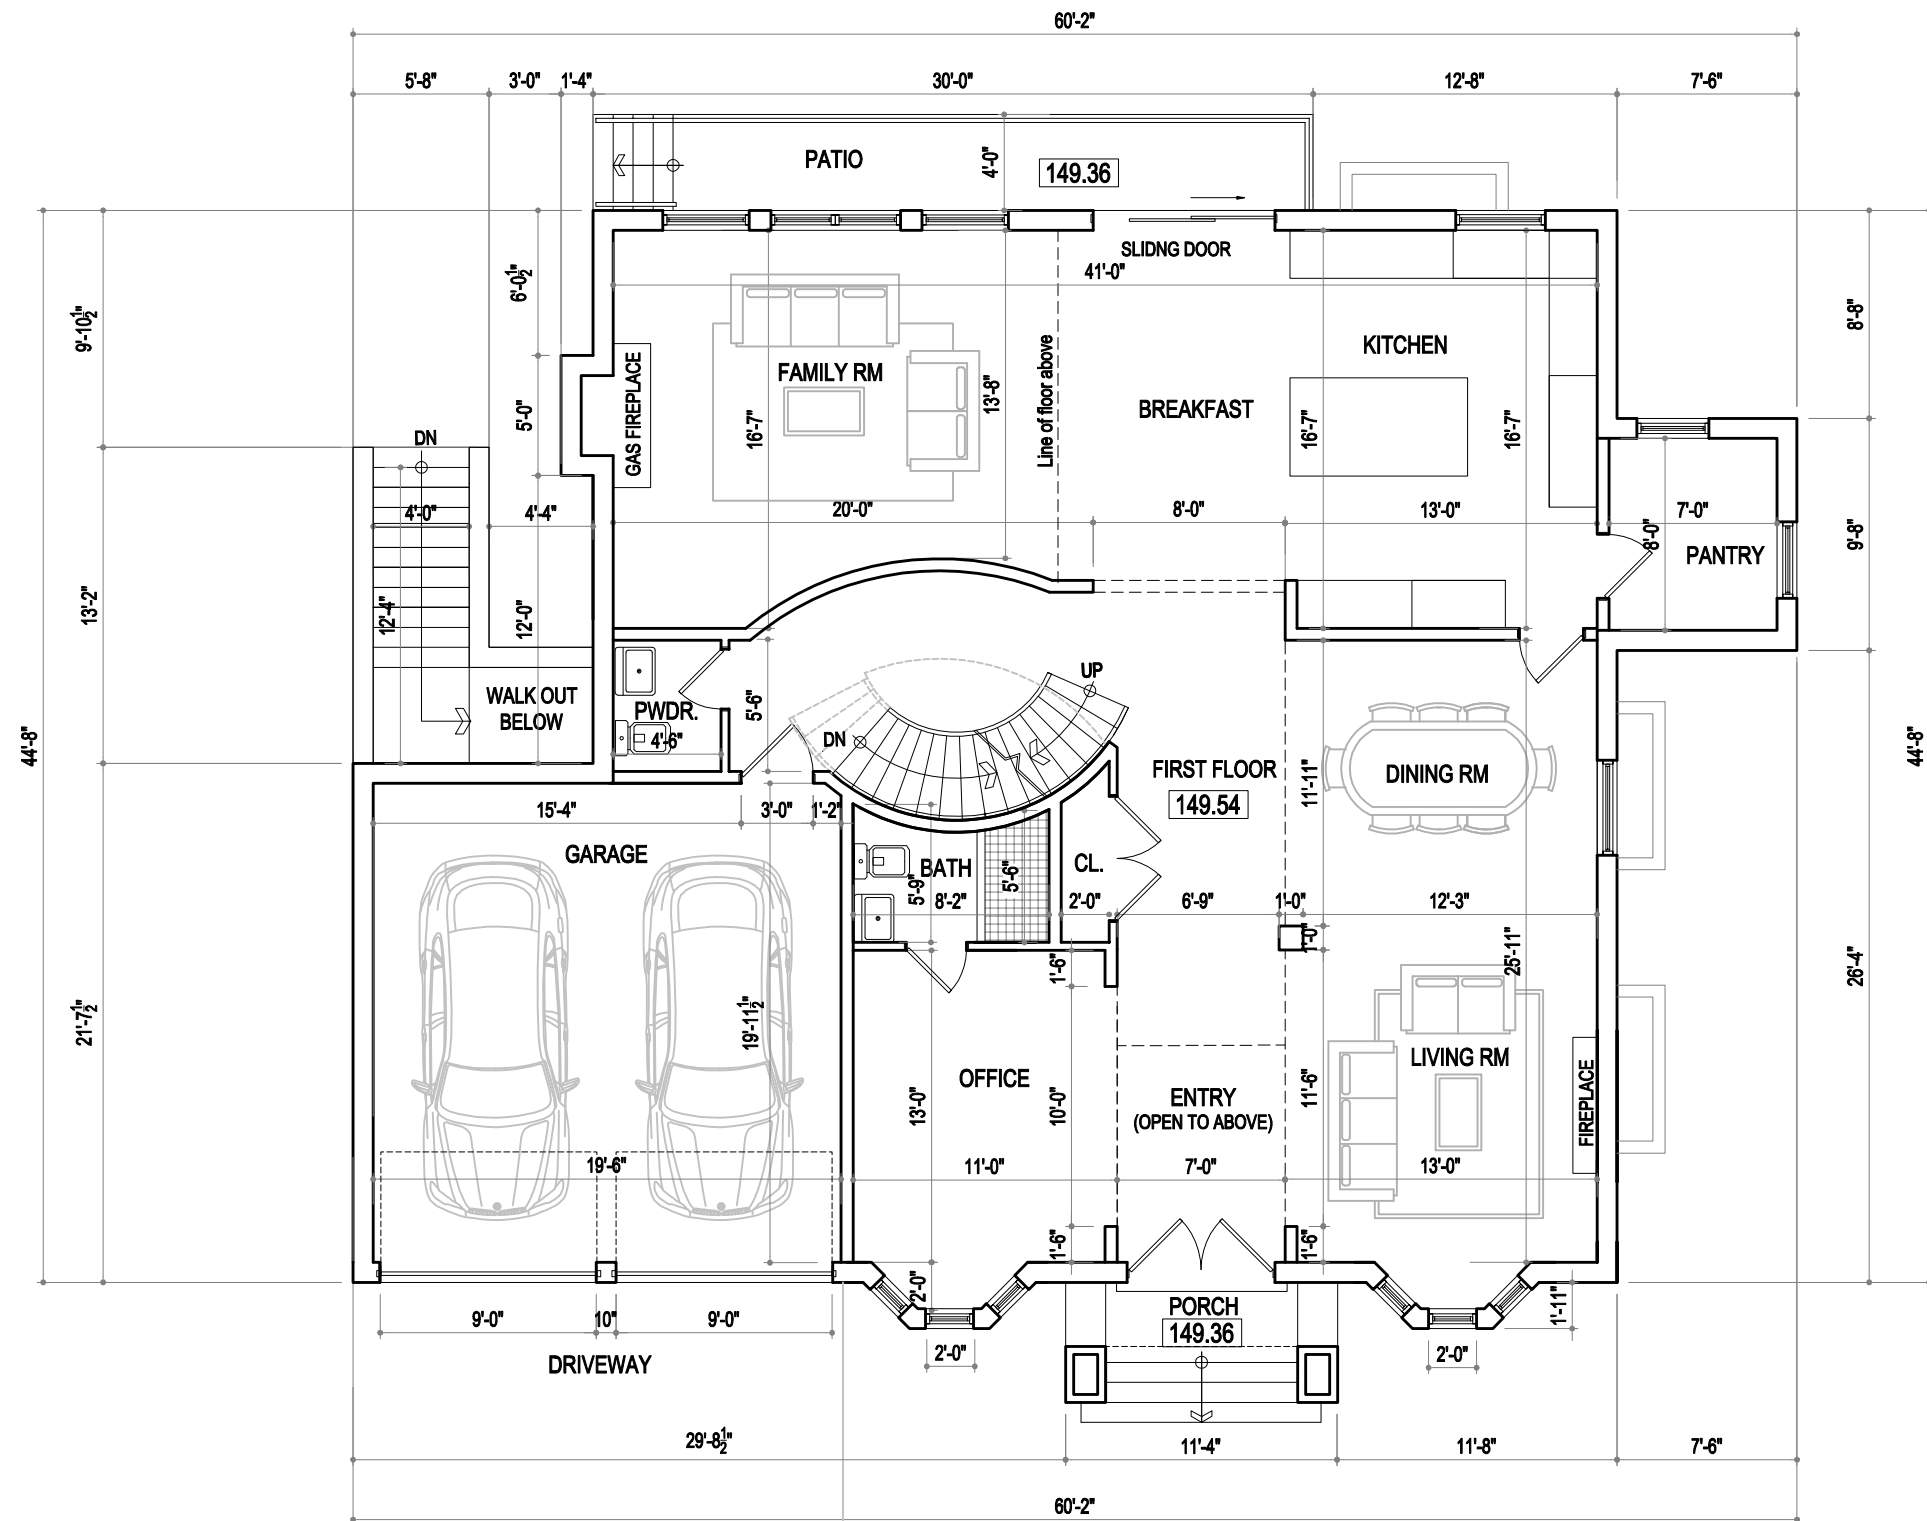 60'-2"
5'-8" 3'-0" 1'-4" 30'-0" 12'-8" 7'-6"
PATIO
4'-0"
149.36
SLIDNG DOOR
41'-0"
6'-0½"
9'-10½"
8'-8"
KITCHEN
FAMILY RM
GAS FIREPLACE
Line of floor above
13'-8"
BREAKFAST
5'-0"
16'-7"
16'-7"
16'-7"
DN
4'-0" 4'-4" 20'-0" 8'-0" 13'-0" 7'-0"
8'-0"
9'-8"
PANTRY
13'-2"
12'-4"
12'-0"
UP
WALK OUT
BELOW
PWDR.
5'-6"
4'-6"
DN
44'-8"
44'-8"
FIRST FLOOR
149.54
11'-11"
DINING RM
15'-4" 3'-0" 1'-2"
GARAGE
BATH
5'-9"
5'-6"
CL.
8'-2" 2'-0" 6'-9" 1'-0" 12'-3"
1'-0"
25'-11"
1'-6"
26'-4"
21'-7½"
19'-11½"
OFFICE
LIVING RM
13'-0"
10'-0"
ENTRY
(OPEN TO ABOVE)
11'-6"
FIREPLACE
19'-6" 11'-0" 7'-0" 13'-0"
1'-6"
1'-6"
2'-0"
1'-11"
9'-0" 10" 9'-0"
PORCH
149.36
2'-0" 2'-0"
DRIVEWAY
29'-8½" 11'-4" 11'-8" 7'-6"
60'-2"